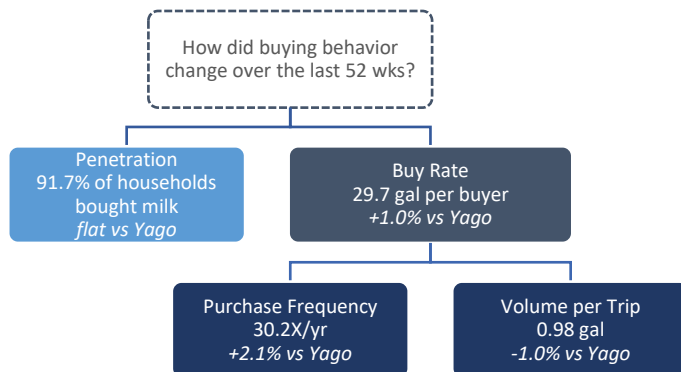 How did buying behavior
change over the last 52 wks?
Penetration
91.7% of households
bought milk
flat vs Yago
Buy Rate
29.7 gal per buyer
+1.0% vs Yago
Purchase Frequency
30.2X/yr
+2.1% vs Yago
Volume per Trip
0.98 gal
-1.0% vs Yago